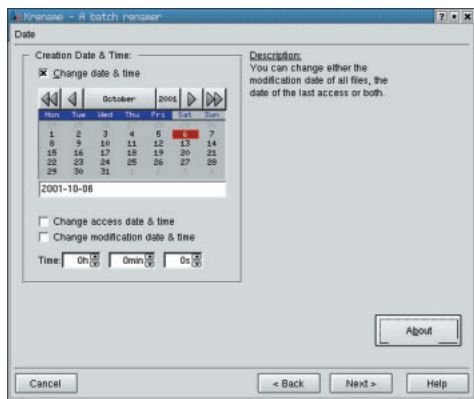 Krename - A batch renamer
Date
Creation Date & Time:
Change date & time
October 2001
Mon Tue Wed Thu Fri Sat Sun
1 2 3 4 5 6 7
8 9 10 11 12 13 14
15 16 17 18 19 20 21
22 23 24 25 26 27 28
29 30 31
2001-10-06
Change access date & time
Change modification date & time
Time: 0h 0min 0s
Description:
You can change either the
modification date of all files, the
date of the last access or both.
About
Cancel
< Back
Next >
Help